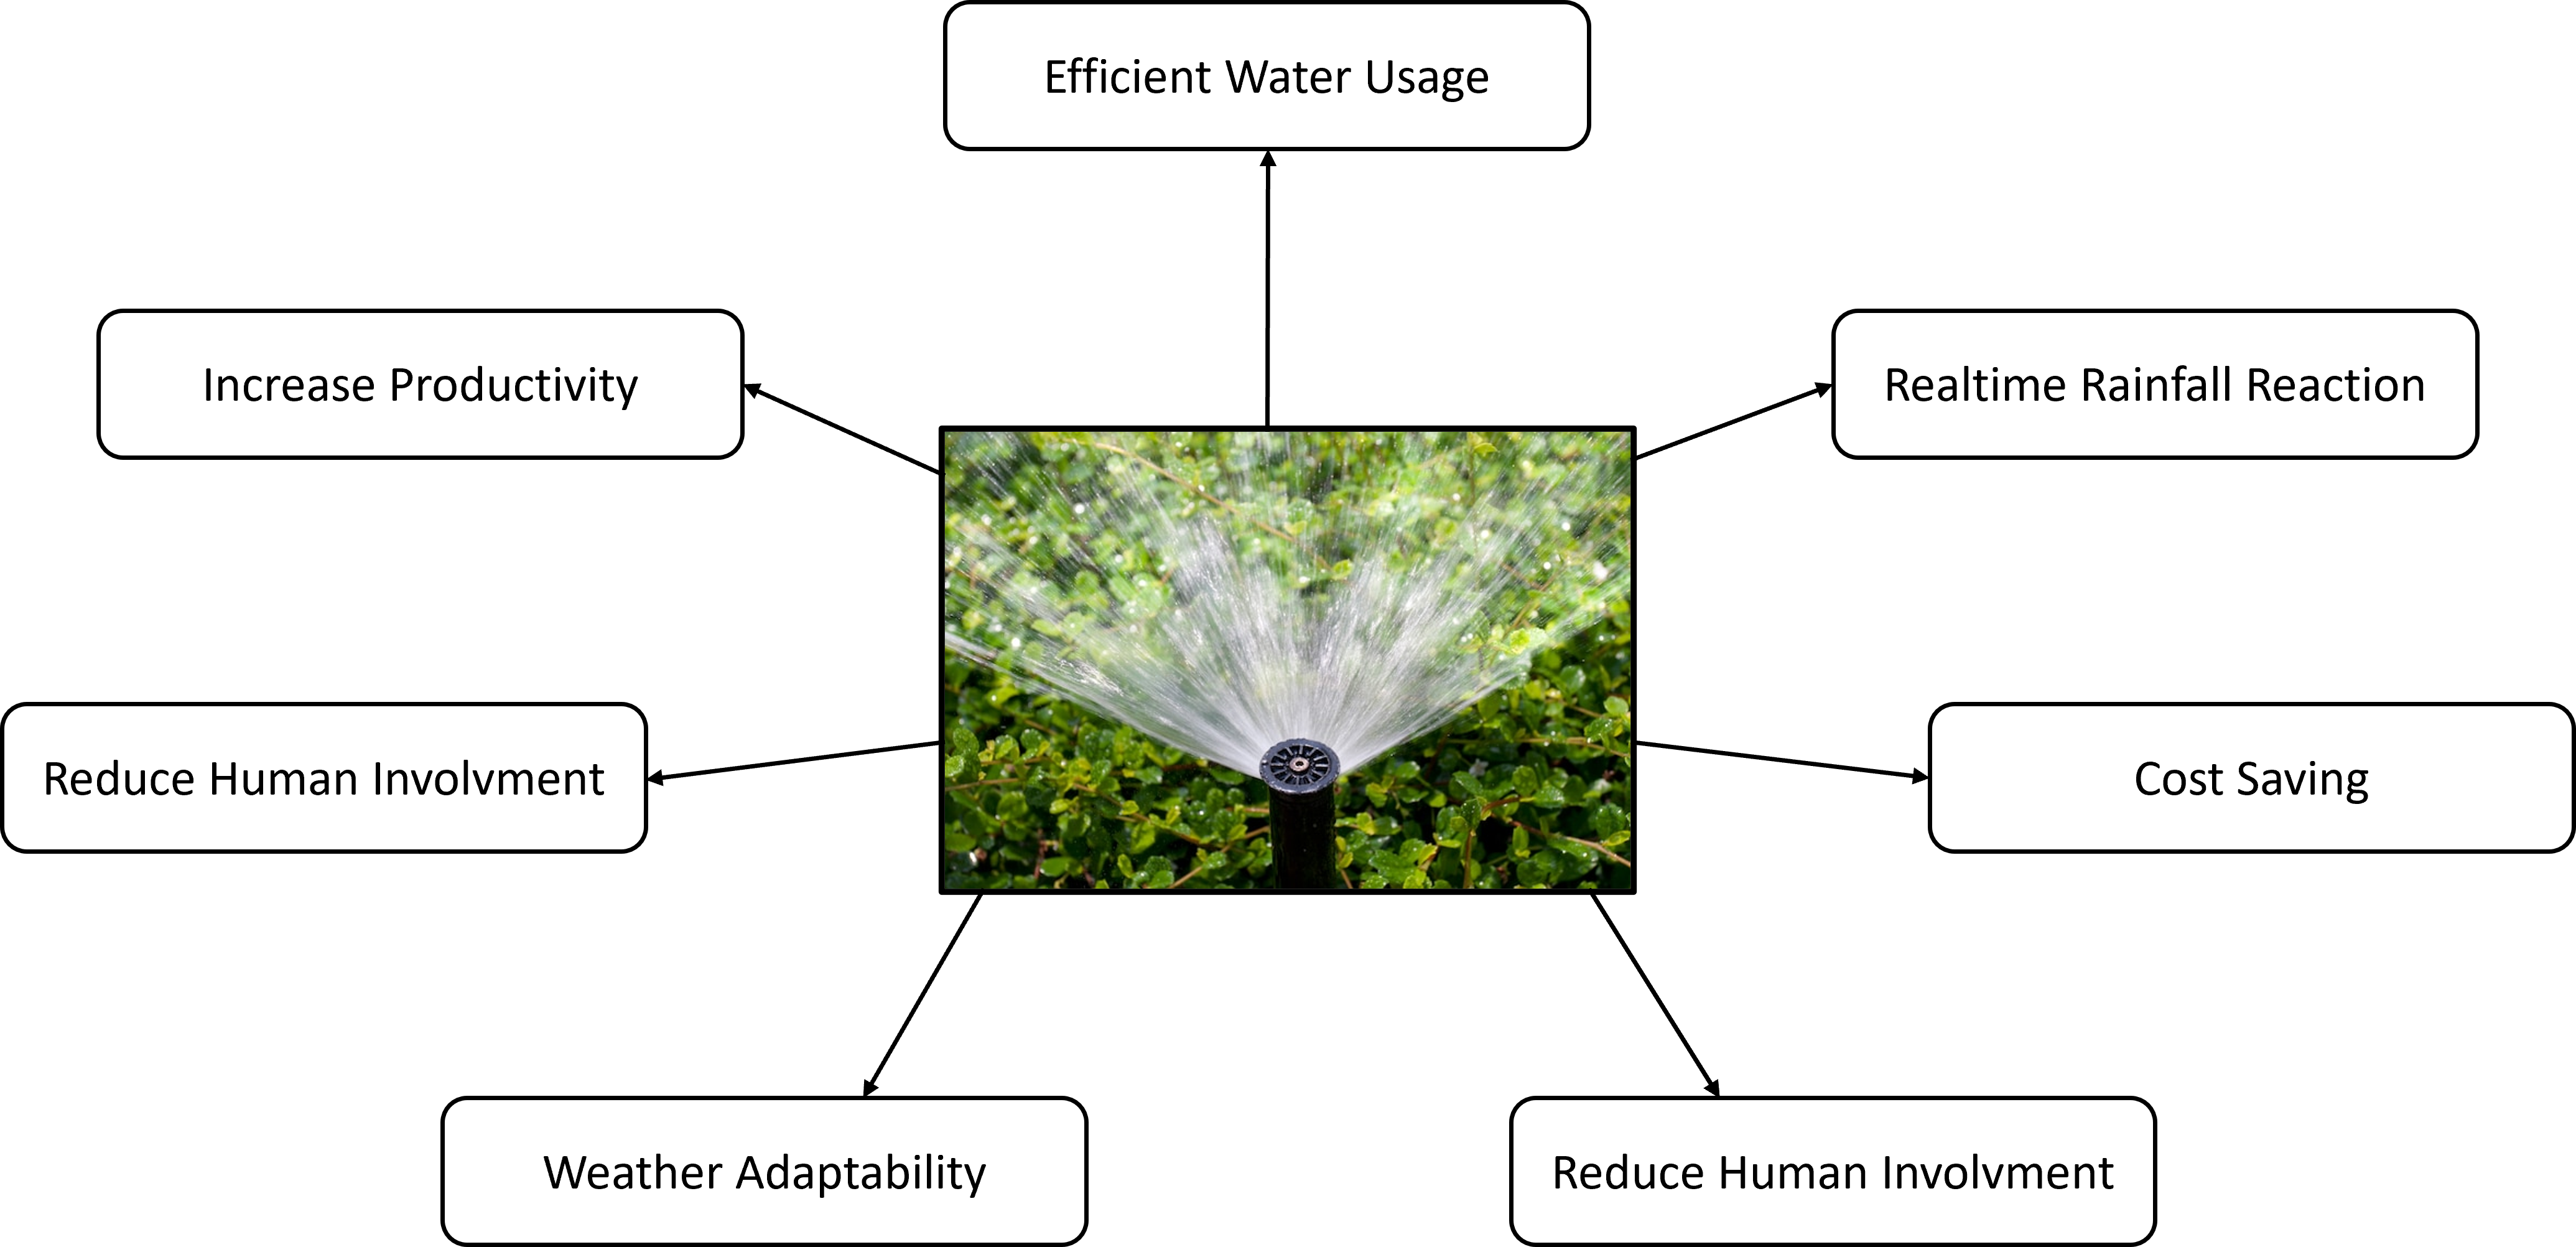 Efficient Water Usage
Increase Productivity
Realtime Rainfall Reaction
Reduce Human Involvment
Cost Saving
Weather Adaptability
Reduce Human Involvment